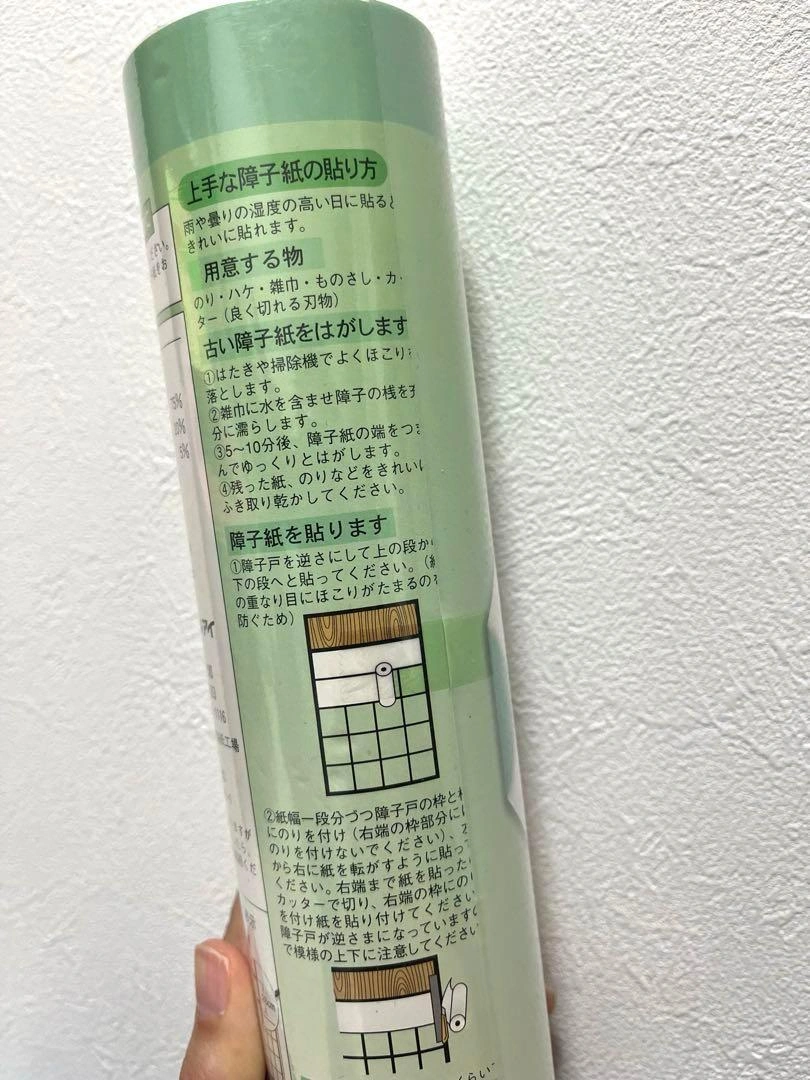 上手な障子紙の貼り方
雨や曇りの湿度の高い日に貼ると
きれいに貼れます。
用意する物
のり・ハケ・雑巾・ものさし・カ
ター(良く切れる刃物)
古い障子紙をはがします
①はたきや掃除機でよくほこりを
落とします。
②雑巾に水を含ませ障子の桟を充
分に濡らします。
③5〜10分後、障子紙の端をつま
んでゆっくりとはがします。
④残った紙、のりなどをきれいに
ふき取り乾かしてください。
障子紙を貼ります
①障子戸を逆さにして上の段から
下の段へと貼ってください。(紙
の重なり目にほこりがたまるのを
防ぐため)
②紙幅一段分づつ障子戸の枠と
にのりを付け(右端の枠部分に
のりを付けないでください)、左
から右に紙を転がすように貼って
ください。右端まで紙を貼った
カッターで切り、右端の枠にのり
を付け紙を貼り付けてください
障子戸が逆さまになっていますの
で模様の上下に注意してください
75%
20%
5%
アイ
1116
工場